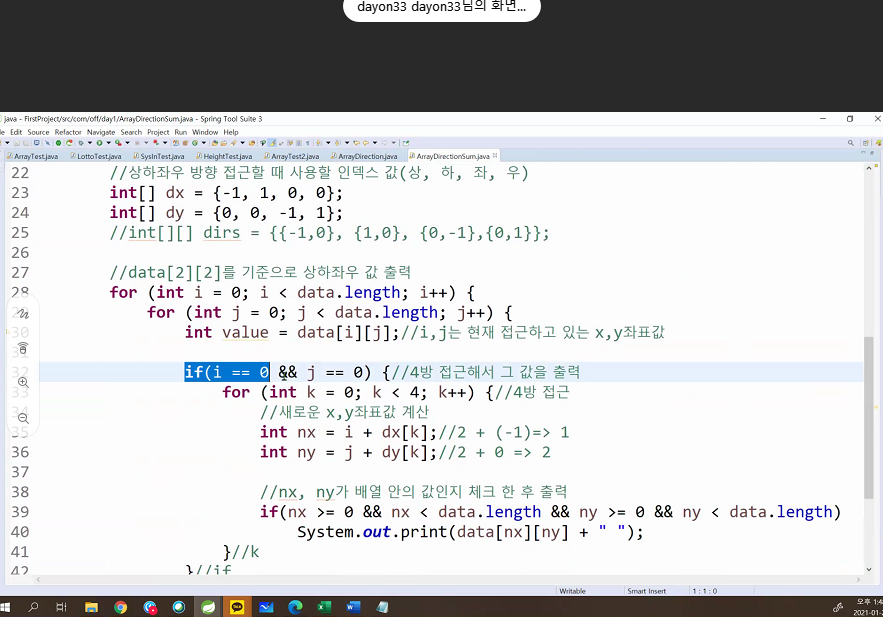 dayon33 dayon33님의 화면...
java - FirstProject/src/com/off/day1/ArrayDirectionSum.java - Spring Tool Suite 3
Edit Source Refactor Navigate Search Project Run Window Help
ArrayTest.java LottoTest.java SysInTest.java HeightTest.java ArrayTest2.java ArrayDirection.java ArrayDirectionSum.java
22 //상하좌우 방향 접근할 때 사용할 인덱스 값(상, 하, 좌, 우)
23 int[] dx = {-1, 1, 0, 0};
24 int[] dy = {0, 0, -1, 1};
25 //int[][] dirs = {{-1,0}, {1,0}, {0,-1},{0,1}};
26
27 //data[2][2]를 기준으로 상하좌우 값 출력
28 for (int i = 0; i < data.length; i++) {
29 for (int j = 0; j < data.length; j++) {
30 int value = data[i][j];//i,j는 현재 접근하고 있는 x,y좌표값
31
32 if(i == 0 && j == 0) {//4방 접근해서 그 값을 출력
33 for (int k = 0; k < 4; k++) {//4방 접근
//새로운 x,y좌표값 계산
35 int nx = i + dx[k];//2 + (-1)=> 1
36 int ny = j + dy[k];//2 + 0 => 2
37
38 //nx, ny가 배열 안의 값인지 체크 한 후 출력
39 if(nx >= 0 && nx < data.length && ny >= 0 && ny < data.length)
40 System.out.print(data[nx][ny] + " ");
41 }//k
42 }//if
Writable Smart Insert 1 : 1 : 0
오후 1:4
2021-01-2